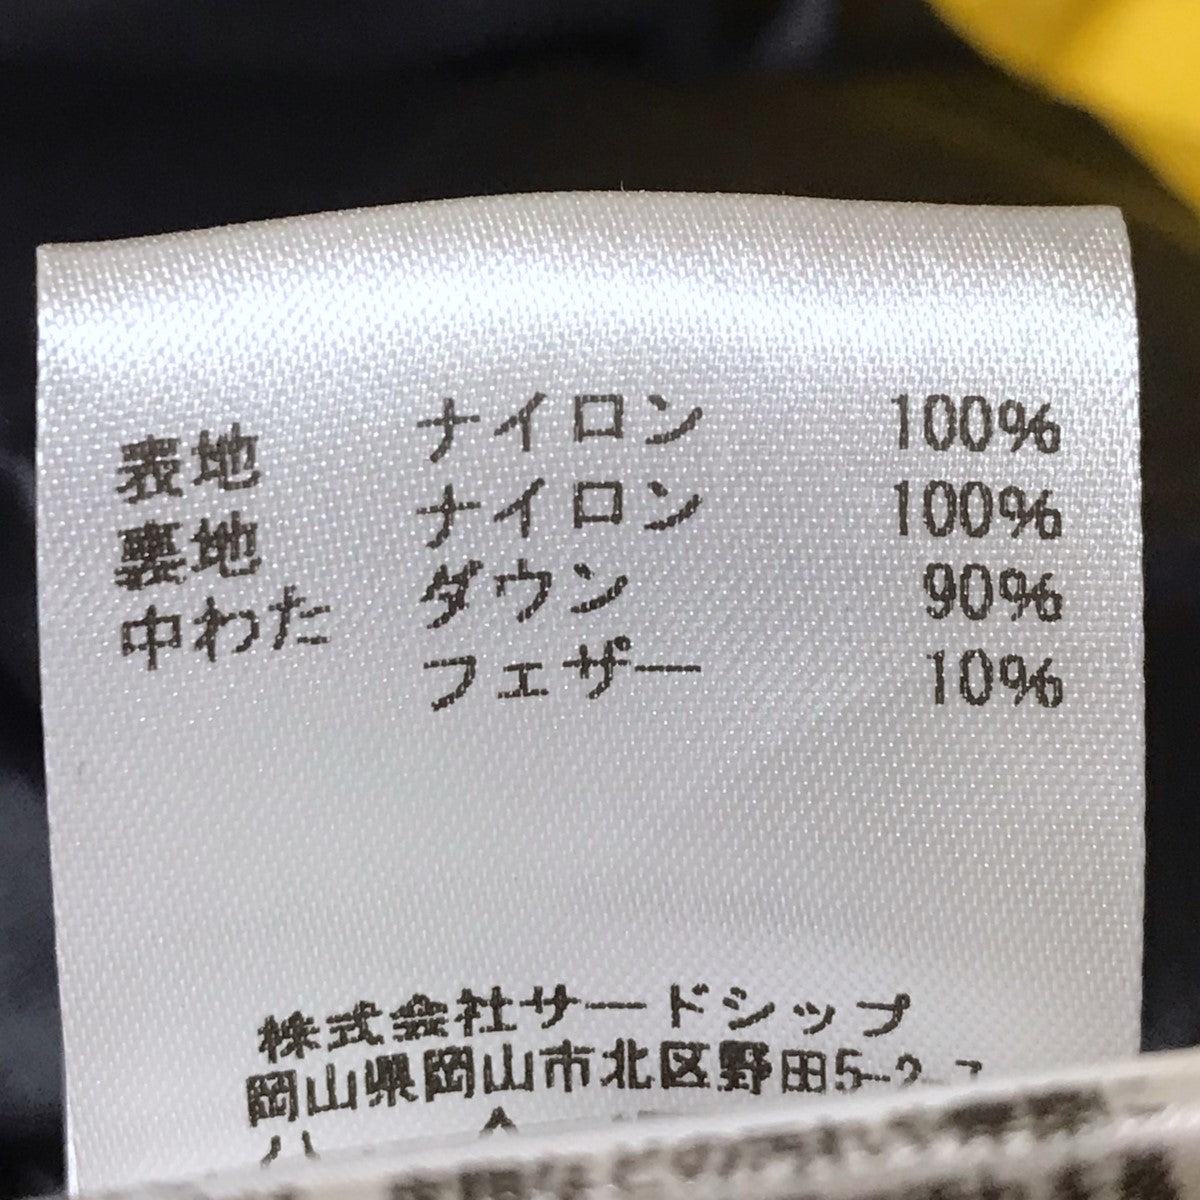 表地 ナイロン 100%
裏地 ナイロン 100%
中わた ダウン 90%
フェザー 10%
株式会社サードシップ
岡山県岡山市北区野田5-2-7